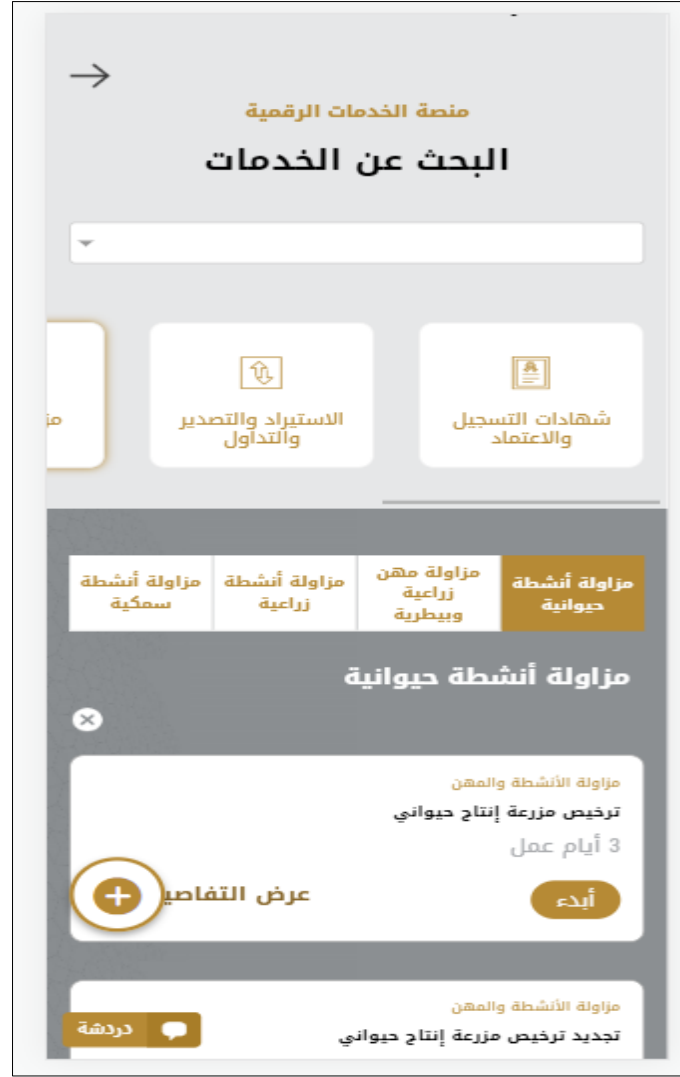 منصة الخدمات الرقمية
البحث عن الخدمات
شهادات التسجيل
والاعتماد
الاستيراد والتصدير
والتداول
مزاولة أنشطة
حيوانية
مزاولة مهن
زراعية
وبيطرية
مزاولة أنشطة
زراعية
مزاولة أنشطة
سمكية
مزاولة أنشطة حيوانية
مزاولة الأنشطة والمهن
ترخيص مزرعة إنتاج حيواني
3 أيام عمل
أبدء
عرض التفاصي
مزاولة الأنشطة والمهن
تجديد ترخيص مزرعة إنتاج حيواني
دردشة